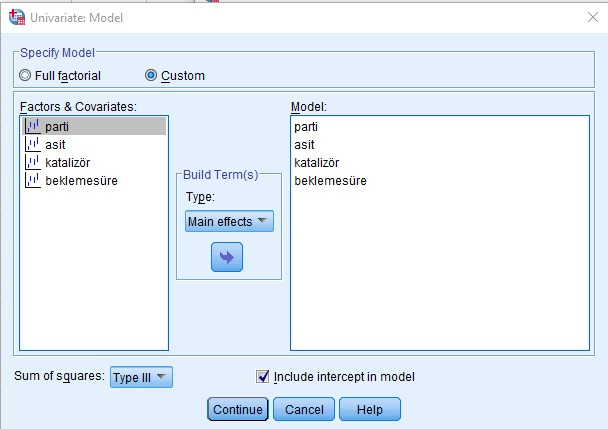 Univariate: Model
Specify Model
Full factorial
Custom
Factors & Covariates:
parti
asit
katalizör
beklemesüre
Build Term(s)
Type:
Main effects
Model:
parti
asit
katalizör
beklemesüre
Sum of squares: Type III
Include intercept in model
Continue Cancel Help